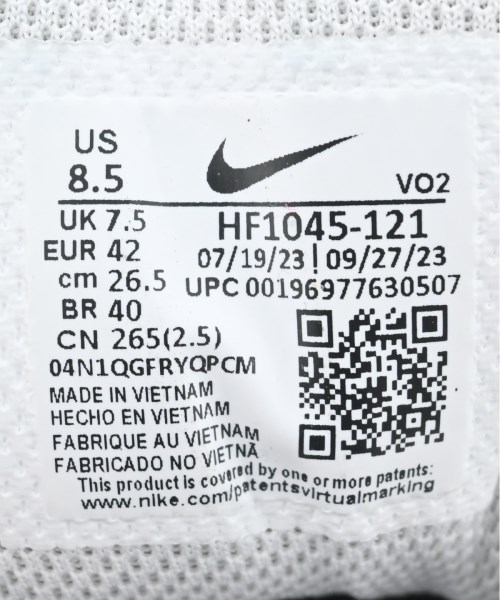 US
8.5
VO2
UK 7.5
HF1045-121
EUR 42
07/19/23 | 09/27/23
cm 26.5
UPC 00196977630507
BR 40
CN 265(2.5)
04N1QGFRYQPCM
MADE IN VIETNAM
HECHO EN VIETNAM
FABRIQUE AU VIETNAM
FABRICADO NO VIETNÃ
This product is covered by one or more patents:
www.nike.com/patentsvirtualmarking